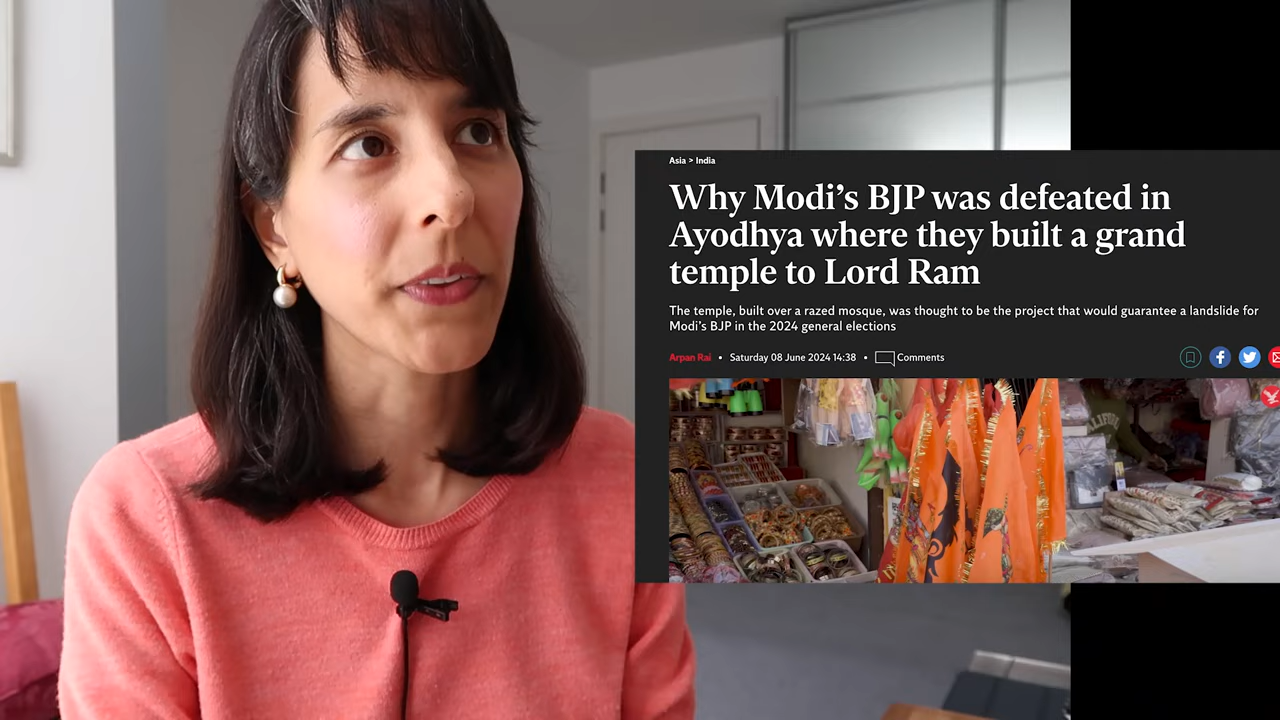 Asia > India
Why Modi's BJP was defeated in
Ayodhya where they built a grand
temple to Lord Ram
The temple, built over a razed mosque, was thought to be the project that would guarantee a landslide for
Modi's BJP in the 2024 general elections
Arpan Rai • Saturday 08 June 2024 14:38 • Comments